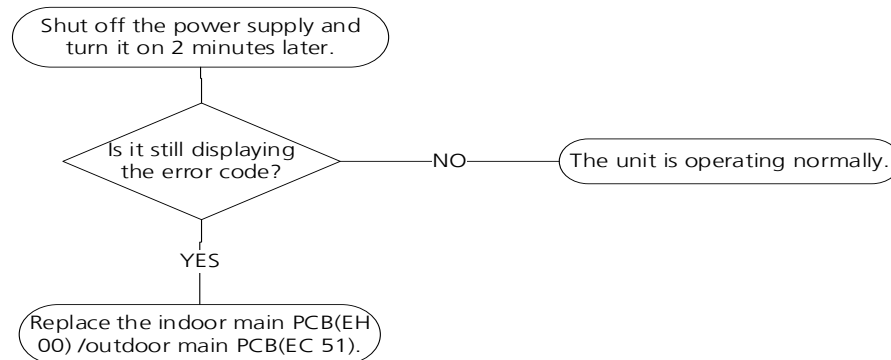 Shut off the power supply and
turn it on 2 minutes later.
Is it still displaying
the error code?
NO
The unit is operating normally.
YES
Replace the indoor main PCB(EH
00) /outdoor main PCB(EC 51).